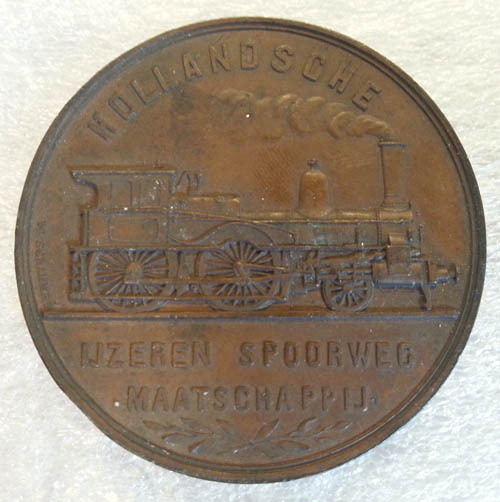 HOLLANDSCHE
IJZEREN SPOORWEG
·MAATSCHAPPIJ·